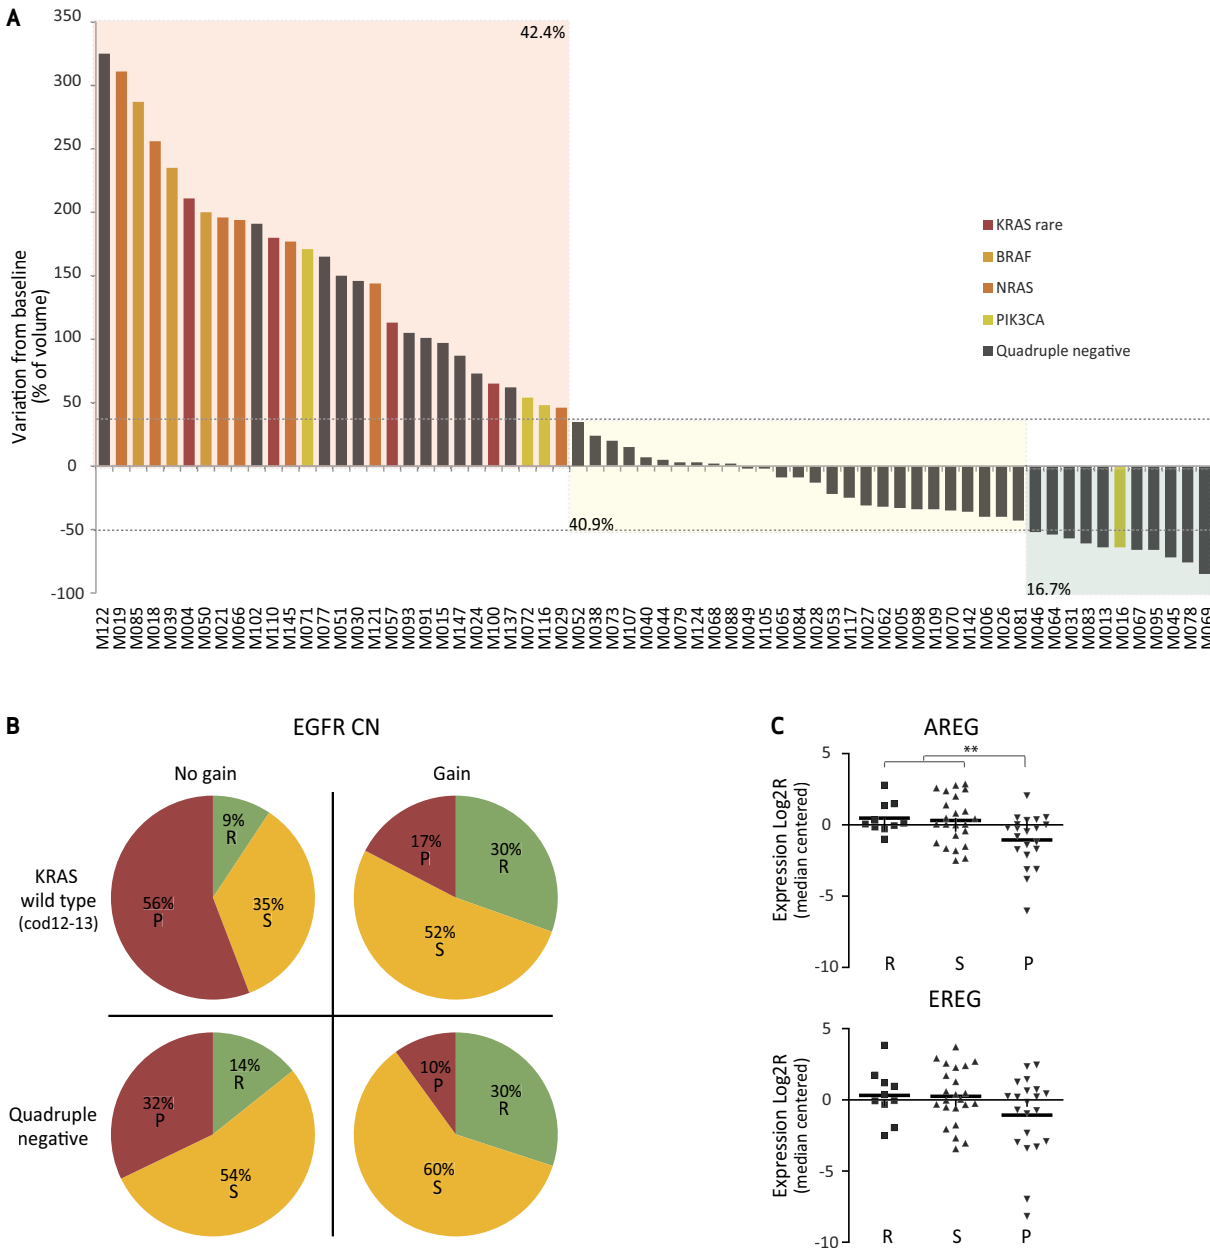 A
350
300
250
200
150
100
50
0
-50
-100
Variation from baseline
(% of volume)
42.4%
40.9%
16.7%
KRAS rare
BRAF
NRAS
PIK3CA
Quadruple negative
M122
M019
M085
M018
M039
M004
M050
M021
M066
M102
M110
M145
M071
M077
M051
M030
M121
M057
M093
M091
M015
M147
M024
M100
M137
M072
M116
M029
M052
M038
M073
M107
M040
M044
M079
M124
M068
M088
M049
M105
M065
M084
M028
M053
M117
M027
M062
M005
M098
M109
M070
M142
M006
M026
M081
M046
M064
M031
M083
M013
M016
M067
M095
M045
M078
M069
B
EGFR CN
No gain
Gain
KRAS
wild type
(cod12-13)
9%
R
35%
S
56%
P
17%
P
30%
R
52%
S
Quadruple
negative
14%
R
32%
P
54%
S
10%
P
30%
R
60%
S
C
AREG
**
5
0
-5
-10
Expression Log2R
(median centered)
R S P
EREG
5
0
-5
-10
Expression Log2R
(median centered)
R S P